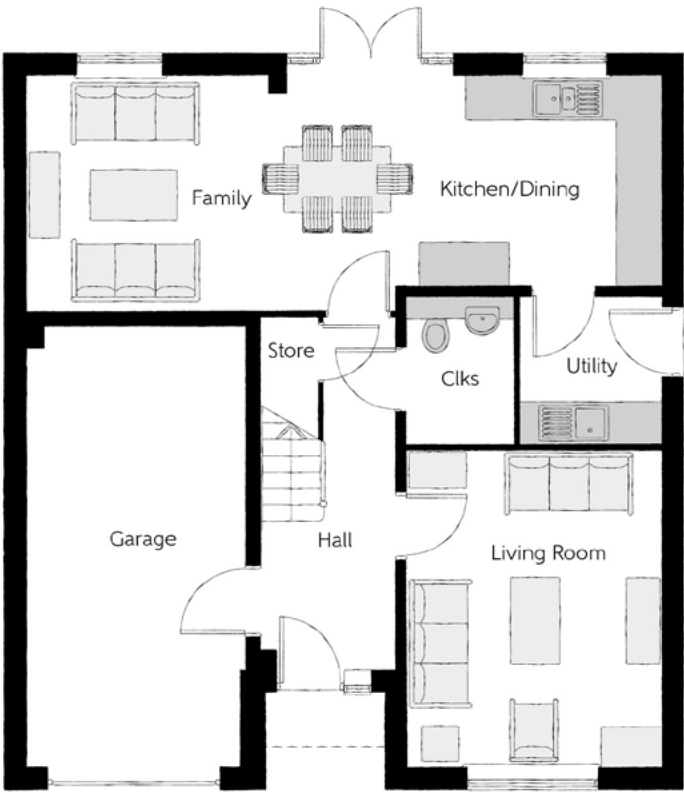 Family
Kitchen/Dining
Store
Clks
Utility
Garage
Hall
Living Room